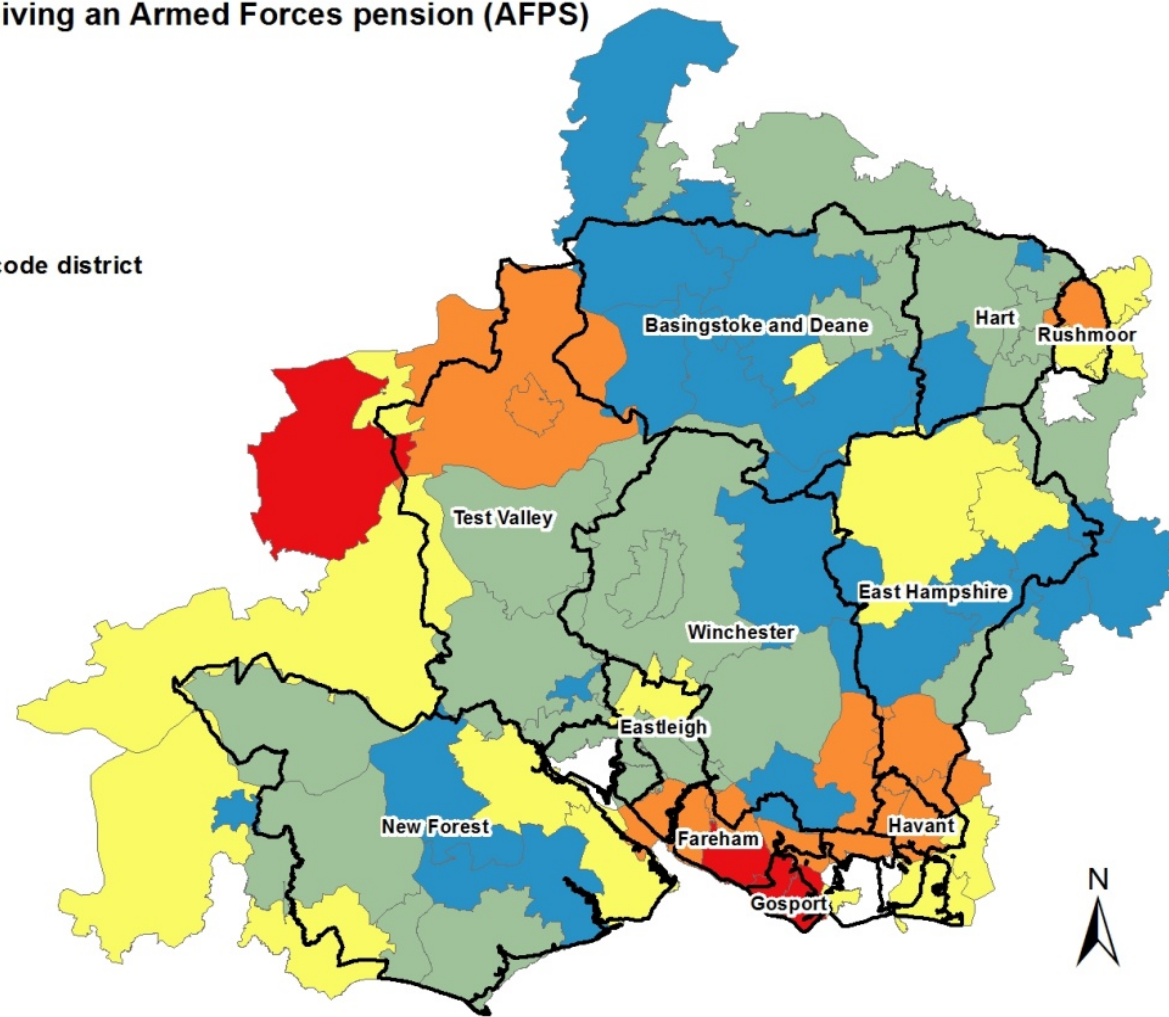 iving an Armed Forces pension (AFPS)
code district
Basingstoke and Deane
Hart
Rushmoor
Test Valley
East Hampshire
Winchester
Eastleigh
New Forest
Fareham
Havant
Gosport
N